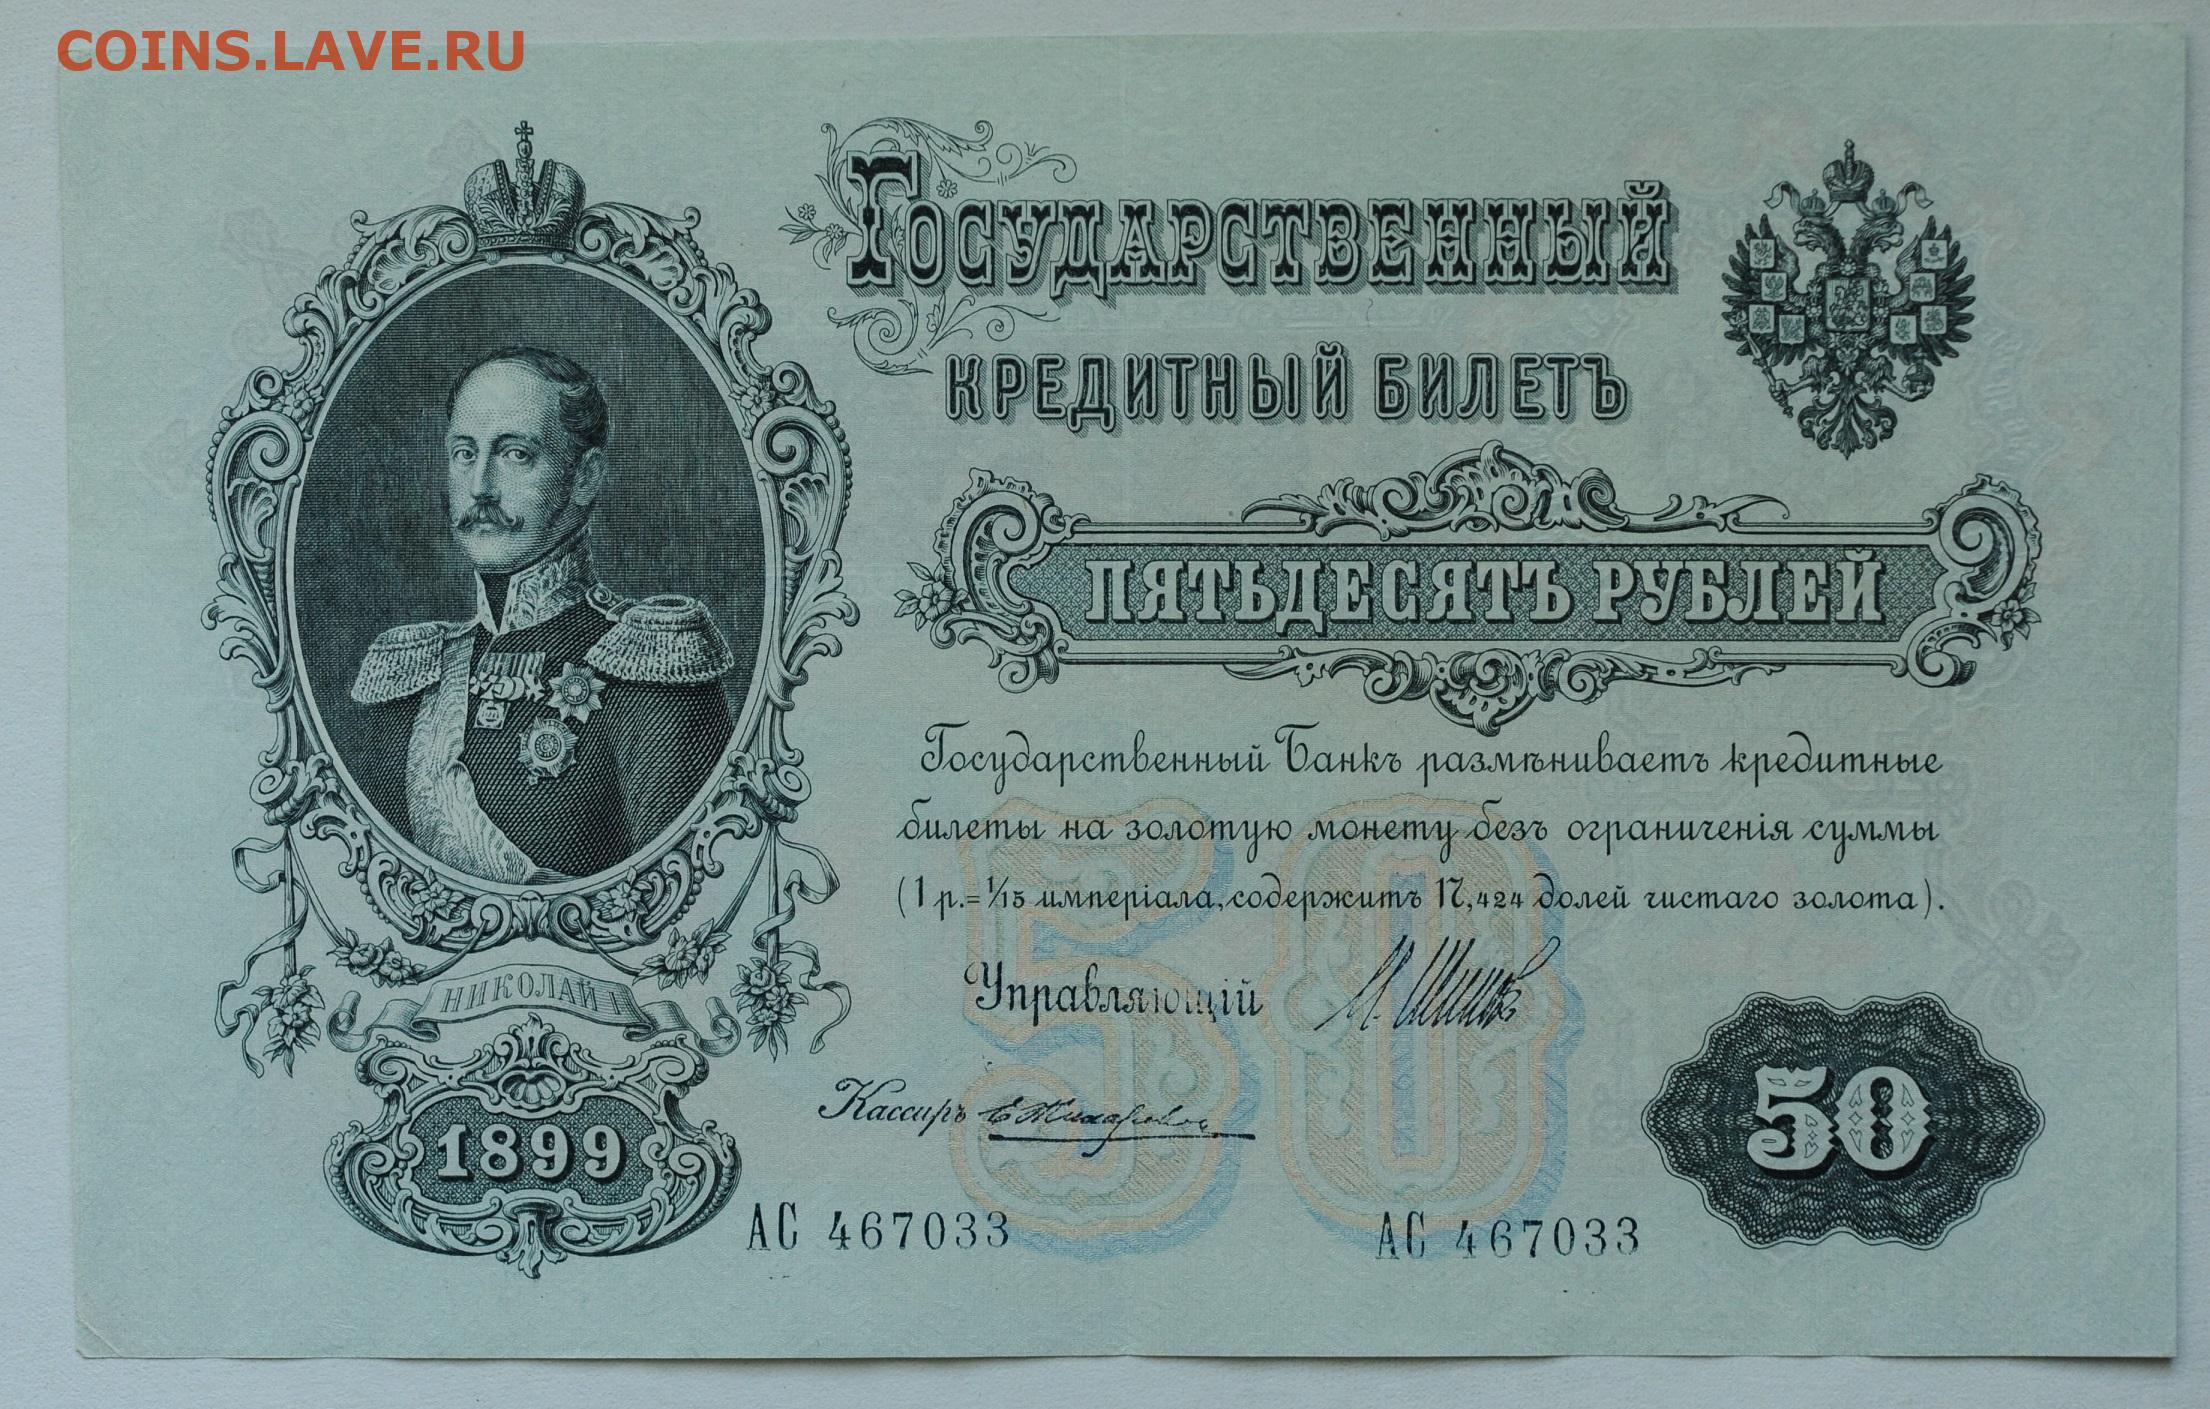 COINS.LAVE.RU
Государственный
кредитный билетъ
ПЯТЬДЕСЯТЪ РУБЛЕЙ
Государственный Банкъ размѣниваетъ кредитные
билеты на золотую монету безъ ограниченія суммы
(1 р.=1/15 имперіала, содержитъ 17,424 долей чистаго золота).
Управляющій
Кассиръ
НИКОЛАЙ I
1899
50
50
АС 467033
АС 467033